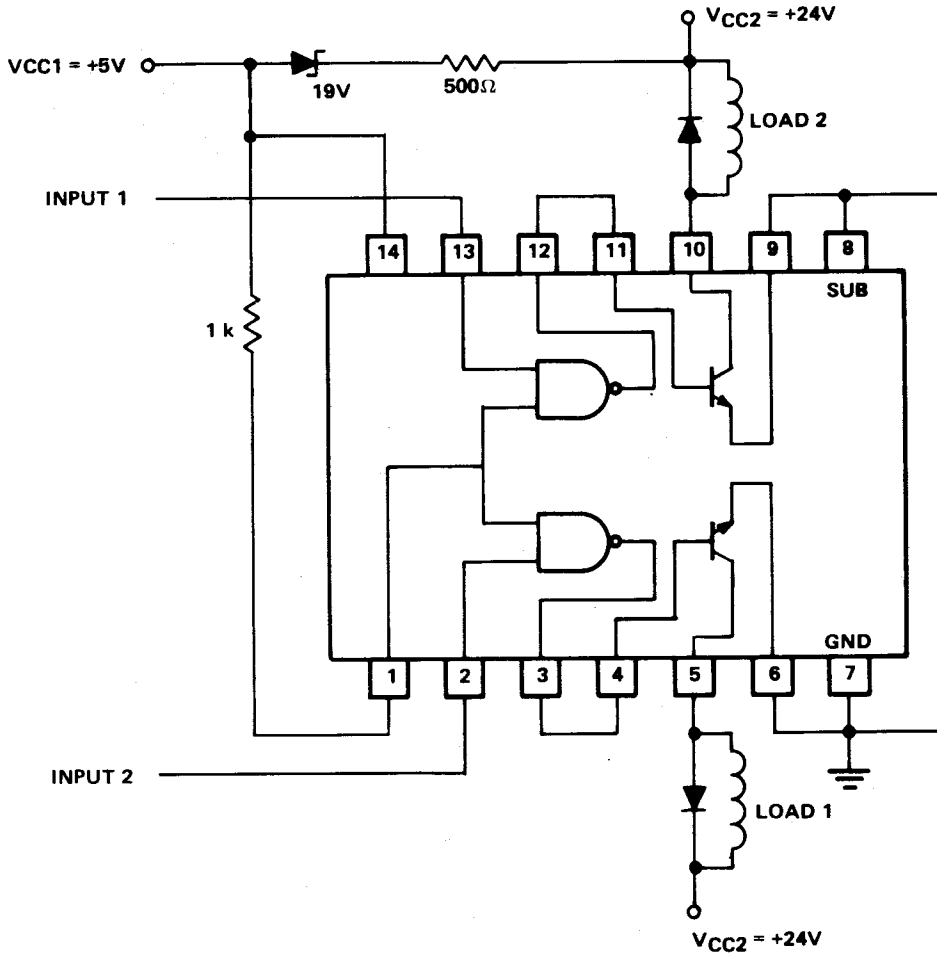 VCC2 = +24V
VCC1 = +5V
19V
500Ω
LOAD 2
INPUT 1
14
13
12
11
10
9
8
SUB
1 k
GND
1
2
3
4
5
6
7
INPUT 2
LOAD 1
VCC2 = +24V